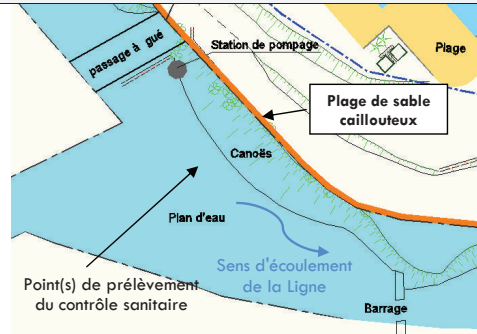 passage à gué
Station de pompage
Plage
Plage de sable
caillouteux
Canoës
Plan d'eau
Sens d'écoulement
de la Ligne
Point(s) de prélèvement
du contrôle sanitaire
Barrage